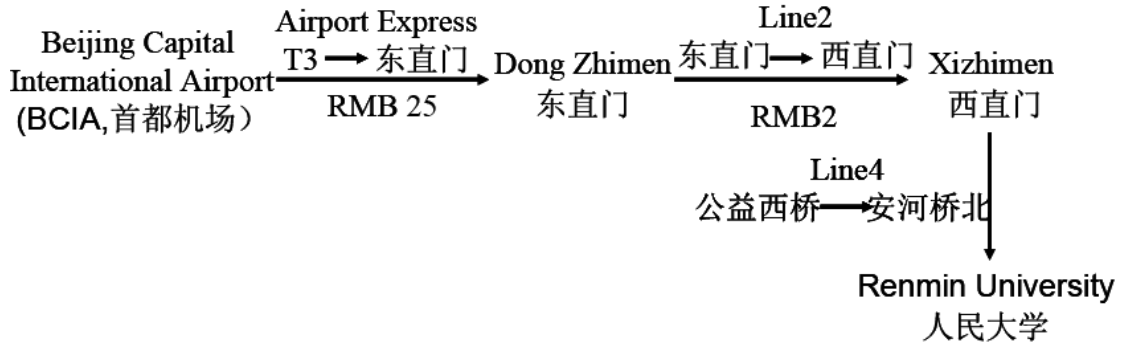 Beijing Capital
International Airport
(BCIA,首都机场）
Airport Express
T3 东直门
RMB 25
Dong Zhimen
东直门
Line2
东直门 西直门
RMB2
Xizhimen
西直门
Line4
公益西桥 安河桥北
Renmin University
人民大学